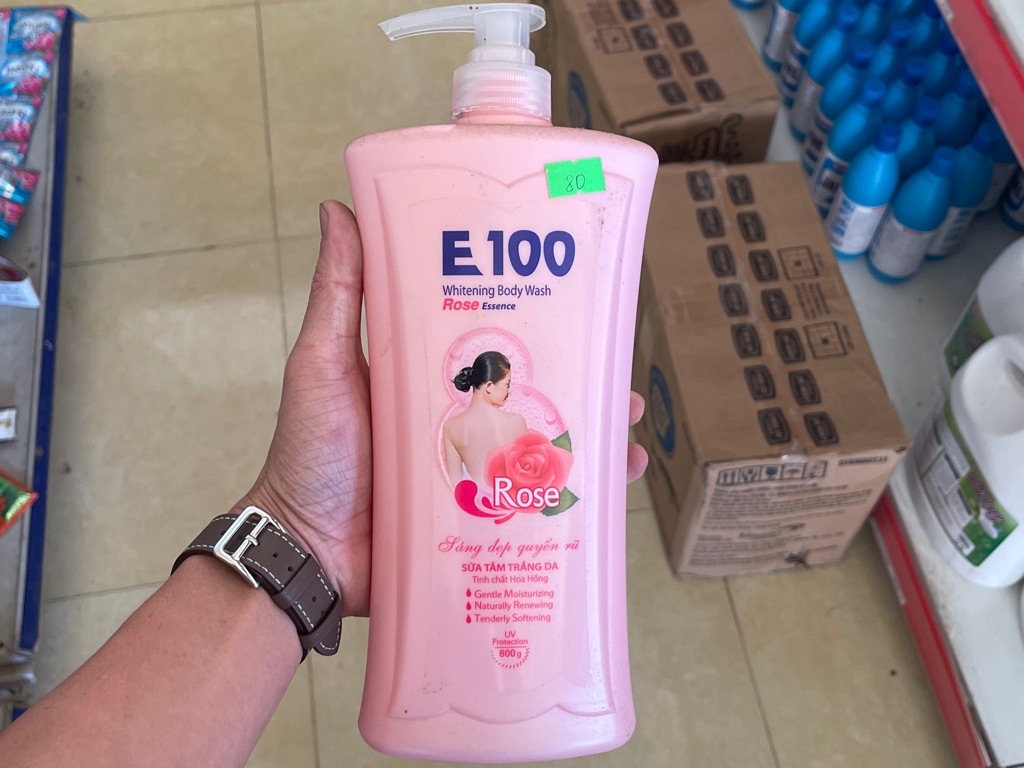 80
E100
Whitening Body Wash
Rose Essence
Rose
Sáng đẹp quyến rũ
SỮA TẮM TRẮNG DA
Tinh chất Hoa Hồng
Gentle Moisturizing
Naturally Renewing
Tenderly Softening
UV
Protection
800g